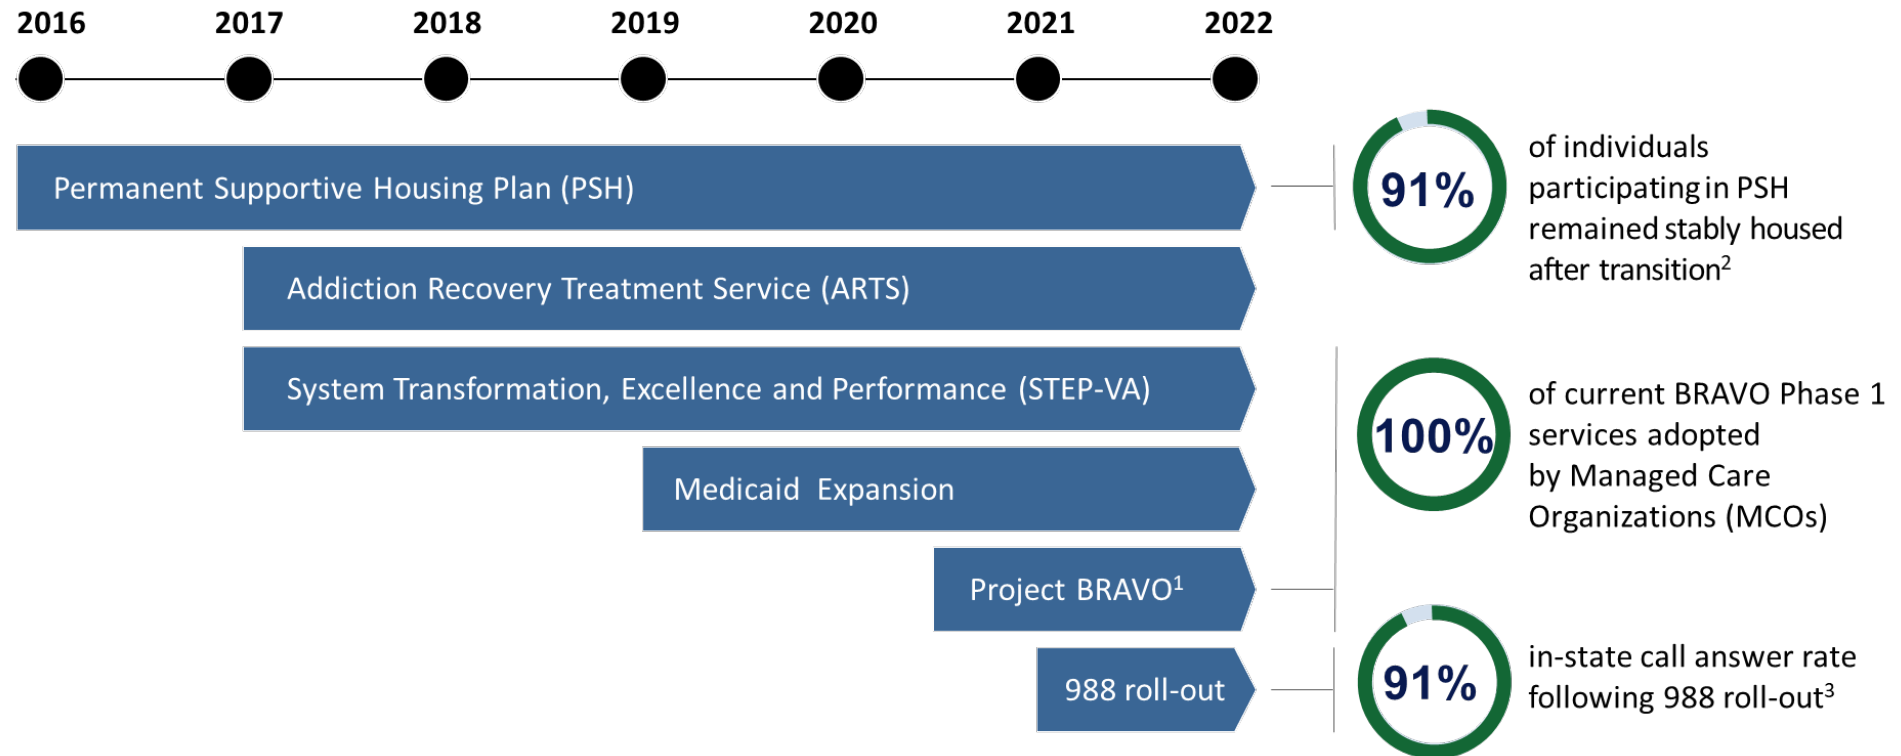 2016 2017 2018 2019 2020 2021 2022
Permanent Supportive Housing Plan (PSH)
91%
of individuals
participating in PSH
remained stably housed
after transition²
Addiction Recovery Treatment Service (ARTS)
System Transformation, Excellence and Performance (STEP-VA)
100%
of current BRAVO Phase 1
services adopted
by Managed Care
Organizations (MCOs)
Medicaid Expansion
Project BRAVO¹
988 roll-out
91%
in-state call answer rate
following 988 roll-out³